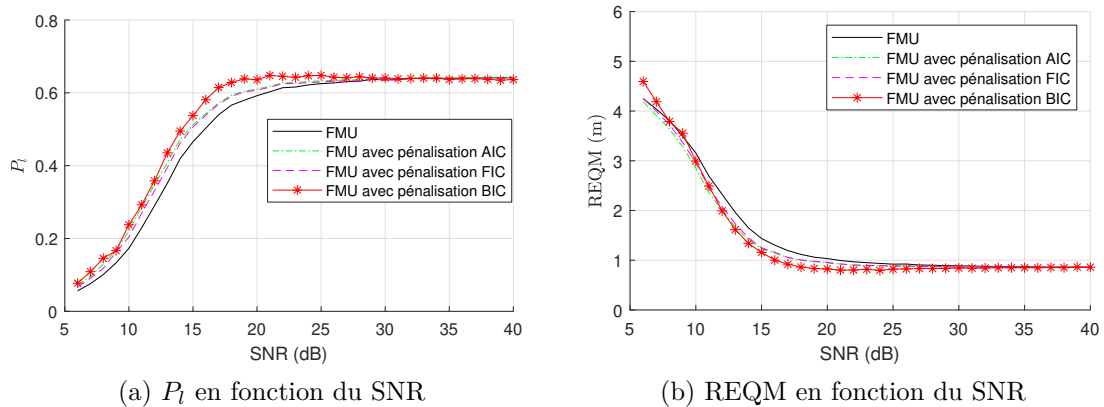 0.8
0.6
0.4
0.2
0
P_l
5
10
15
20
25
30
35
40
SNR (dB)
FMU
FMU avec pénalisation AIC
FMU avec pénalisation FIC
FMU avec pénalisation BIC
(a) P_l en fonction du SNR
6
5
4
3
2
1
0
REQM (m)
5
10
15
20
25
30
35
40
SNR (dB)
FMU
FMU avec pénalisation AIC
FMU avec pénalisation FIC
FMU avec pénalisation BIC
(b) REQM en fonction du SNR